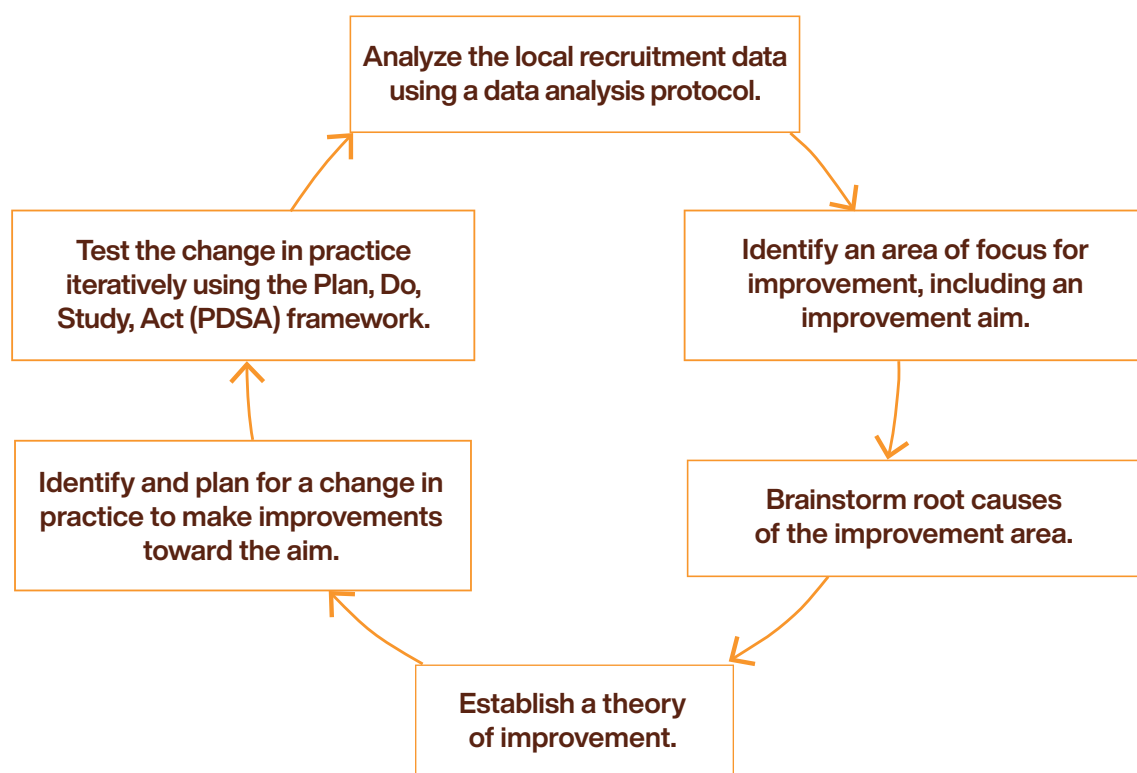 Analyze the local recruitment data
using a data analysis protocol.
Identify an area of focus for
improvement, including an
improvement aim.
Brainstorm root causes
of the improvement area.
Establish a theory
of improvement.
Identify and plan for a change in
practice to make improvements
toward the aim.
Test the change in practice
iteratively using the Plan, Do,
Study, Act (PDSA) framework.